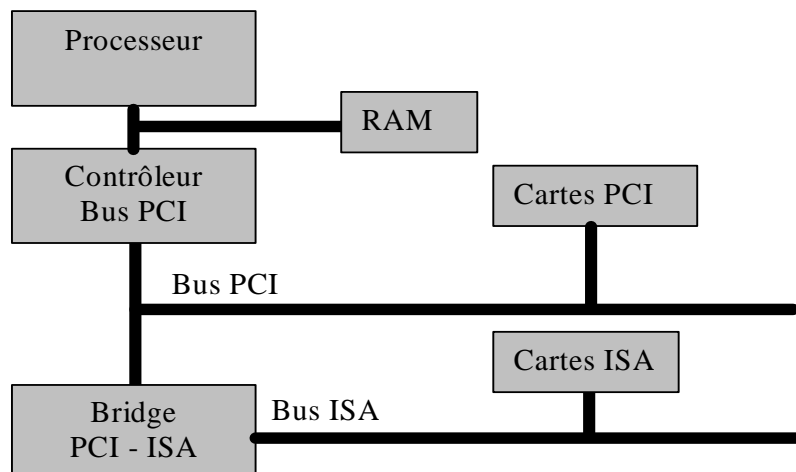 Processeur
RAM
Contrôleur
Bus PCI
Cartes PCI
Bus PCI
Cartes ISA
Bridge
PCI - ISA
Bus ISA